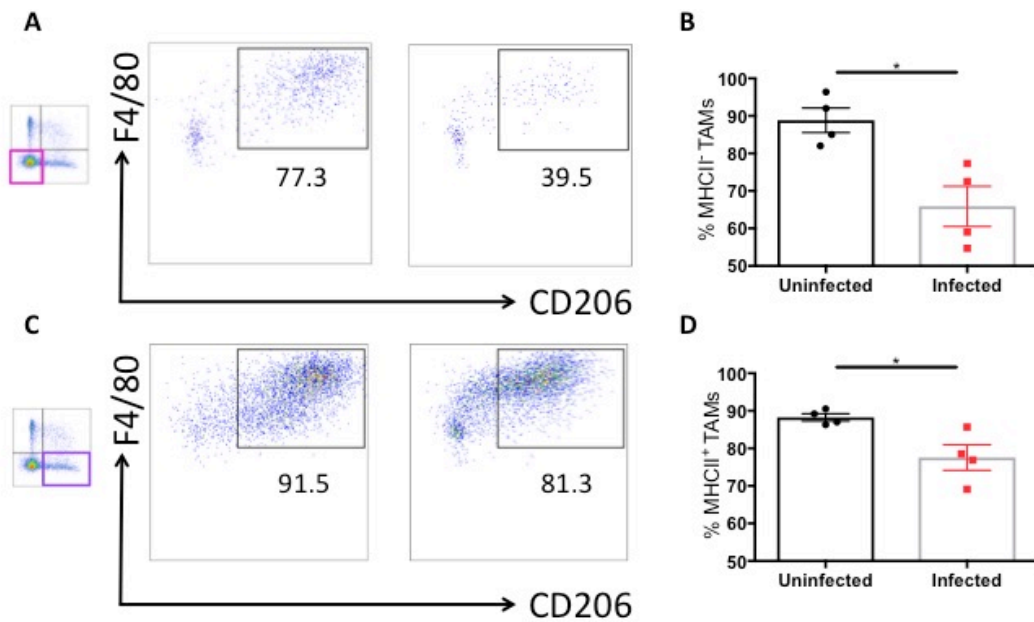 A
F4/80
77.3
39.5
CD206
B
*
% MHCII⁻ TAMs
100
90
80
70
60
50
Uninfected Infected
C
F4/80
91.5
81.3
CD206
D
*
% MHCII⁺ TAMs
100
90
80
70
60
50
Uninfected Infected